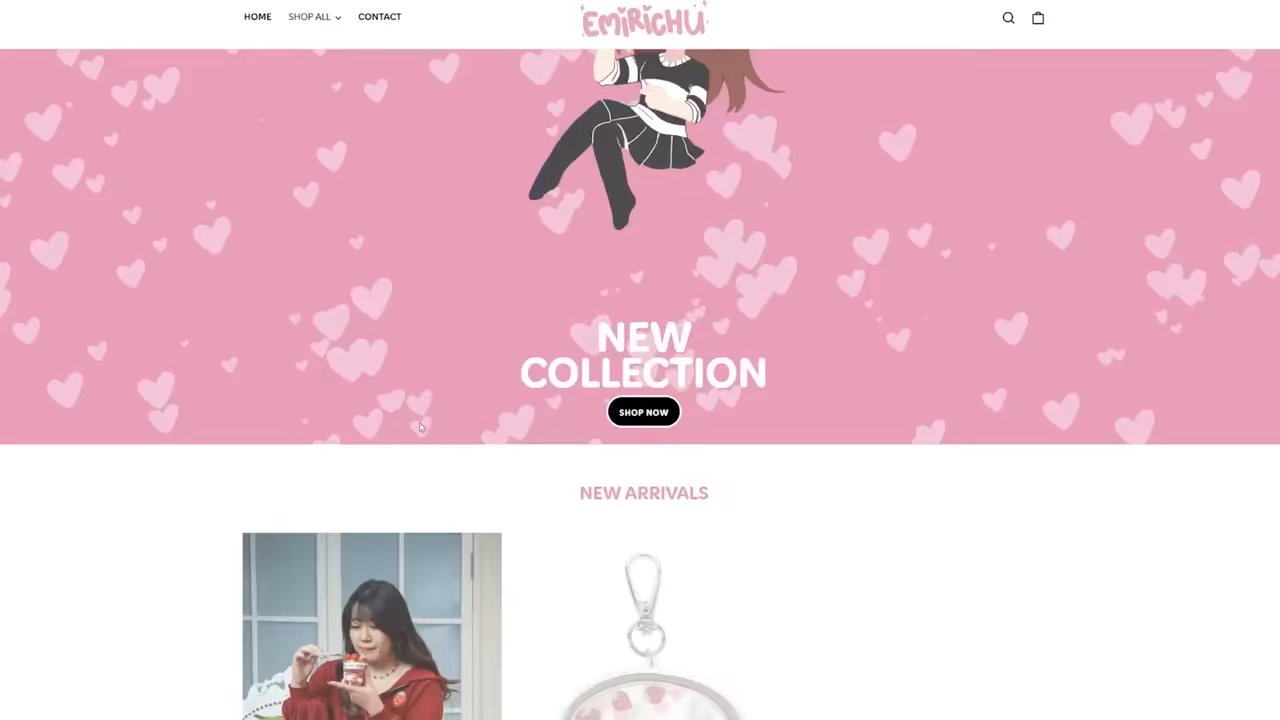 HOME
SHOP ALL
CONTACT
EMIRICHU
NEW
COLLECTION
SHOP NOW
NEW ARRIVALS